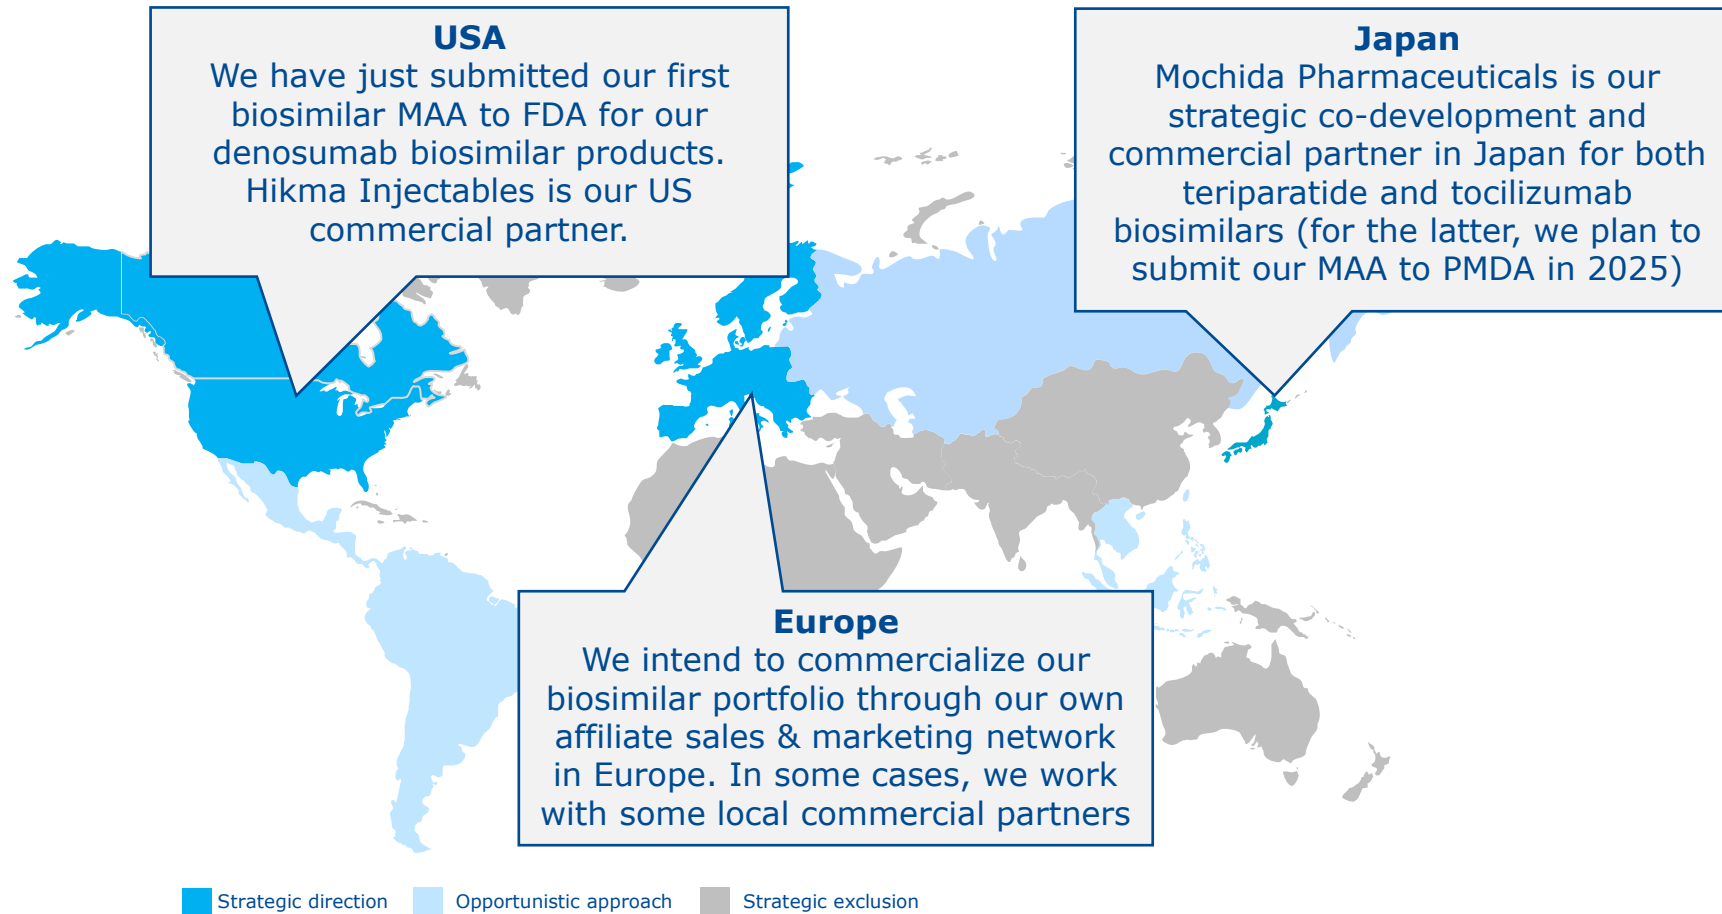 USA
We have just submitted our first
biosimilar MAA to FDA for our
denosumab biosimilar products.
Hikma Injectables is our US
commercial partner.
Japan
Mochida Pharmaceuticals is our
strategic co-development and
commercial partner in Japan for both
teriparatide and tocilizumab
biosimilars (for the latter, we plan to
submit our MAA to PMDA in 2025)
Europe
We intend to commercialize our
biosimilar portfolio through our own
affiliate sales & marketing network
in Europe. In some cases, we work
with some local commercial partners
Strategic direction
Opportunistic approach
Strategic exclusion